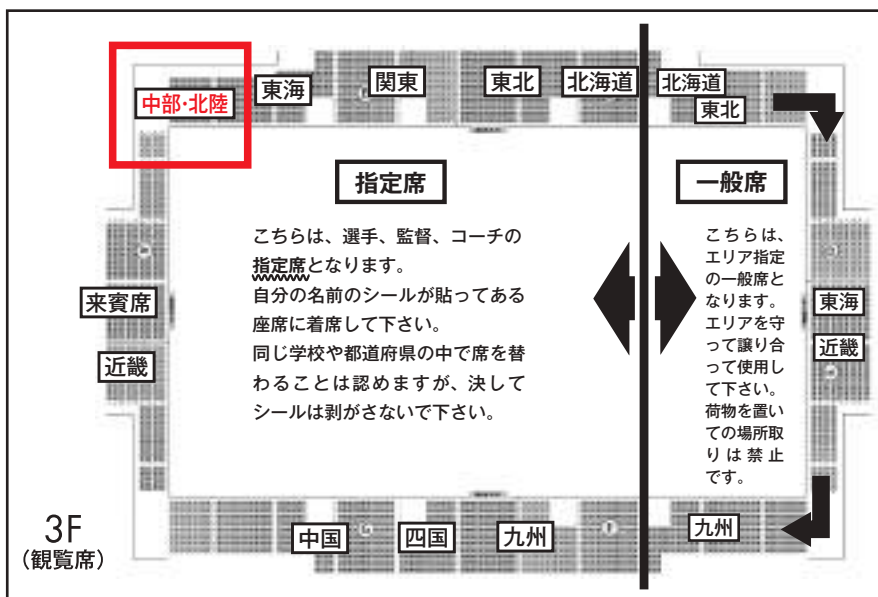 中部・北陸
東海
関東
東北
北海道
北海道
東北
指定席
一般席
こちらは、選手、監督、コーチの
指定席となります。
自分の名前のシールが貼ってある
座席に着席して下さい。
同じ学校や都道府県の中で席を替
わることは認めますが、決して
シールは剥がさないで下さい。
こちらは、
エリア指定
の一般席と
なります。
エリアを守
って譲り合
って使用し
て下さい。
荷物を置い
ての場所取
りは禁止
です。
来賓席
近畿
東海
近畿
中国
四国
九州
九州
3F
(観覧席)